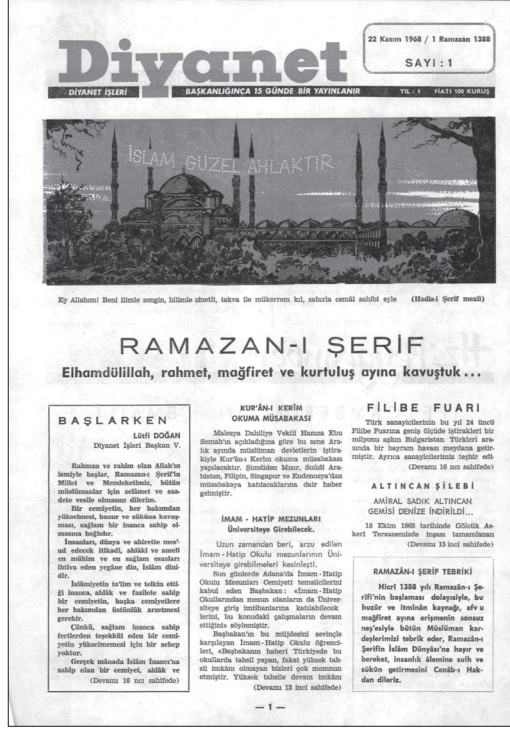 22 Kasım 1968 / 1 Ramazan 1388
SAYI : 1
Diyanet
DİYANET İŞLERİ BAŞKANLIĞINCA 15 GÜNDE BİR YAYINLANIR YIL : 1 FİATI 100 KURUŞ
İSLAM GÜZEL AHLAKTIR
Ey Allahım! Beni ilimle zengin, hilimle zinetli, takva ile mükerrem kıl, sabırla cemâl sahibi eyle (Hadis-i Şerif meali)
RAMAZAN-I ŞERİF
Elhamdülillah, rahmet, mağfiret ve kurtuluş ayına kavuştuk...
BAŞLARKEN
Lütfi DOĞAN
Diyanet İşleri Başkan V.
Rahman ve rahim olan Allah'ın
ismiyle başlar, Ramazan-ı Şerif'in
Millet ve Memleketimiz, bütün
müslümanlar için selâmet ve saa-
dete vesile olmasını dilerim.
Bir cemiyetin, her bakımdan
yükselmesi, huzur ve sükûna kavuş-
ması, sağlam bir inanca sahip ol-
masına bağlıdır.
İnsanları, dünya ve ahirette mes'-
ud edecek itikadî, ahlâkî ve amelî
en mühim ve en sağlam esasları
ihtiva eden yegâne din, İslâm dini-
dir.
İslâmiyetin ta'lim ve telkin etti-
ği inanca, ahlâk ve fazilete sahip
bir cemiyetin, başka cemiyetlere
her bakımdan üstünlük arzetmesi
gerekir.
Çünkü, sağlam inanca sahip
fertlerden teşekkül eden bir cemi-
yetin yükselmemesi için bir sebep
yoktur.
Gerçek mânada İslâm İnancı'na
sahip olan bir cemiyet, ahlâk ve
(Devamı 16 ncı sahifede)
KUR'ÂN-I KERİM
OKUMA MÜSABAKASI
Malezya Dahiliye Vekili Hamza Ebu
Semah'ın açıkladığına göre bu sene Ara-
lık ayında müslüman devletlerin iştira-
kiyle Kur'ân-ı Kerim okuma müsabakası
yapılacaktır. Şimdiden Mısır, Suûdî Ara-
bistan, Filipin, Singapur ve Endonezya'dan
müsabakaya katılacaklarına dair haber
gelmiştir.
İMAM - HATİP MEZUNLARI
Üniversiteye Girebilecek.
Uzun zamandan beri, arzu edilen
İmam - Hatip Okulu mezunlarının Üni-
versiteye girebilmeleri kesinleşti.
Son günlerde Adana'da İmam - Hatip
Okulu Mezunları Cemiyeti temsilcilerini
kabul eden Başbakan : «İmam - Hatip
Okullarından mezun olanların da Üniver-
siteye giriş imtihanlarına katılabilecek
lerini, bu konudaki çalışmaların devam
ettiğini» söylemiştir.
Başbakan'ın bu müjdesini sevinçle
karşılayan İmam - Hatip Okulu öğrenci-
leri, «Başbakanın haberi Türkiyede bu
okullarda tahsil yapan, fakat yüksek tah-
sil imkânı olmayan bizleri çok memnun
etmiştir. Yüksek tahsile devam imkânı
(Devamı 15 inci sahifede)
FİLİBE FUARI
Türk sanayicilerinin bu yıl 24 üncü
Filibe Fuarına geniş ölçüde iştirakleri bir
milyonu aşkın Bulgaristan Türkleri ara-
sında bir bayram havası meydana getir-
miştir. Ayrıca sanayicilerimiz teşhir edi-
(Devamı 16 ncı sahifede)
ALTINCAN ŞİLEBİ
AMİRAL SADIK ALTINCAN
GEMİSİ DENİZE İNDİRİLDİ...
18 Ekim 1968 tarihinde Gölcük As-
keri Tersanemizde inşası tamamlanan
(Devamı 15 inci sahifede)
RAMAZÂN-I ŞERİF TEBRİKİ
Hicrî 1388 yılı Ramazân-ı Şe-
rifi'nin başlaması dolayısiyle, bu
huzûr ve itmînân kaynağı, afv u
mağfiret ayına erişmenin sonsuz
neş'esiyle bütün Müslüman kar-
deşlerimizi tebrik eder, Ramazân-ı
Şerifin İslâm Dünyâsı'na hayır ve
bereket, insanlık âlemine sulh ve
sükûn getirmesini Cenâb-ı Hak-
dan dileriz.
— 1 —